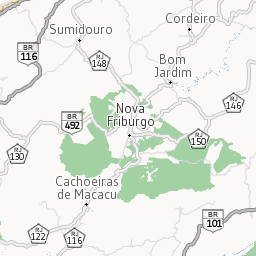 Cordeiro
Sumidouro
BR
116
RJ
148
Bom
Jardim
RJ
146
Nova
Friburgo
BR
492
RJ
150
RJ
130
Cachoeiras
de Macacu
BR
101
RJ
122
RJ
116